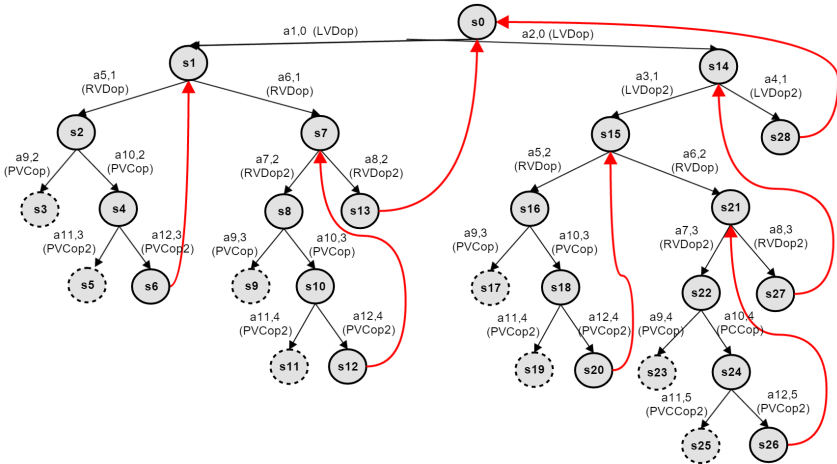 s0
a1,0 (LVDop)
a2,0 (LVDop)
s1
s14
a5,1
(RVDop)
a6,1
(RVDop)
a3,1
(LVDop2)
a4,1
(LVDop2)
s2
s7
s15
s28
a9,2
(PVCop)
a10,2
(PVCop)
a7,2
(RVDop2)
a8,2
(RVDop2)
a5,2
(RVDop)
a6,2
(RVDop)
s3
s4
s8
s13
s16
s21
a11,3
(PVCop2)
a12,3
(PVCop2)
a9,3
(PVCop)
a10,3
(PVCop)
a9,3
(PVCop)
a10,3
(PVCop)
a7,3
(RVDop2)
a8,3
(RVDop2)
s5
s6
s9
s10
s17
s18
s22
s27
a11,4
(PVCop2)
a12,4
(PVCop2)
a11,4
(PVCop2)
a12,4
(PVCop2)
a9,4
(PVCop)
a10,4
(PCCop)
s11
s12
s19
s20
s23
s24
a11,5
(PVCCop2)
a12,5
(PVCop2)
s25
s26